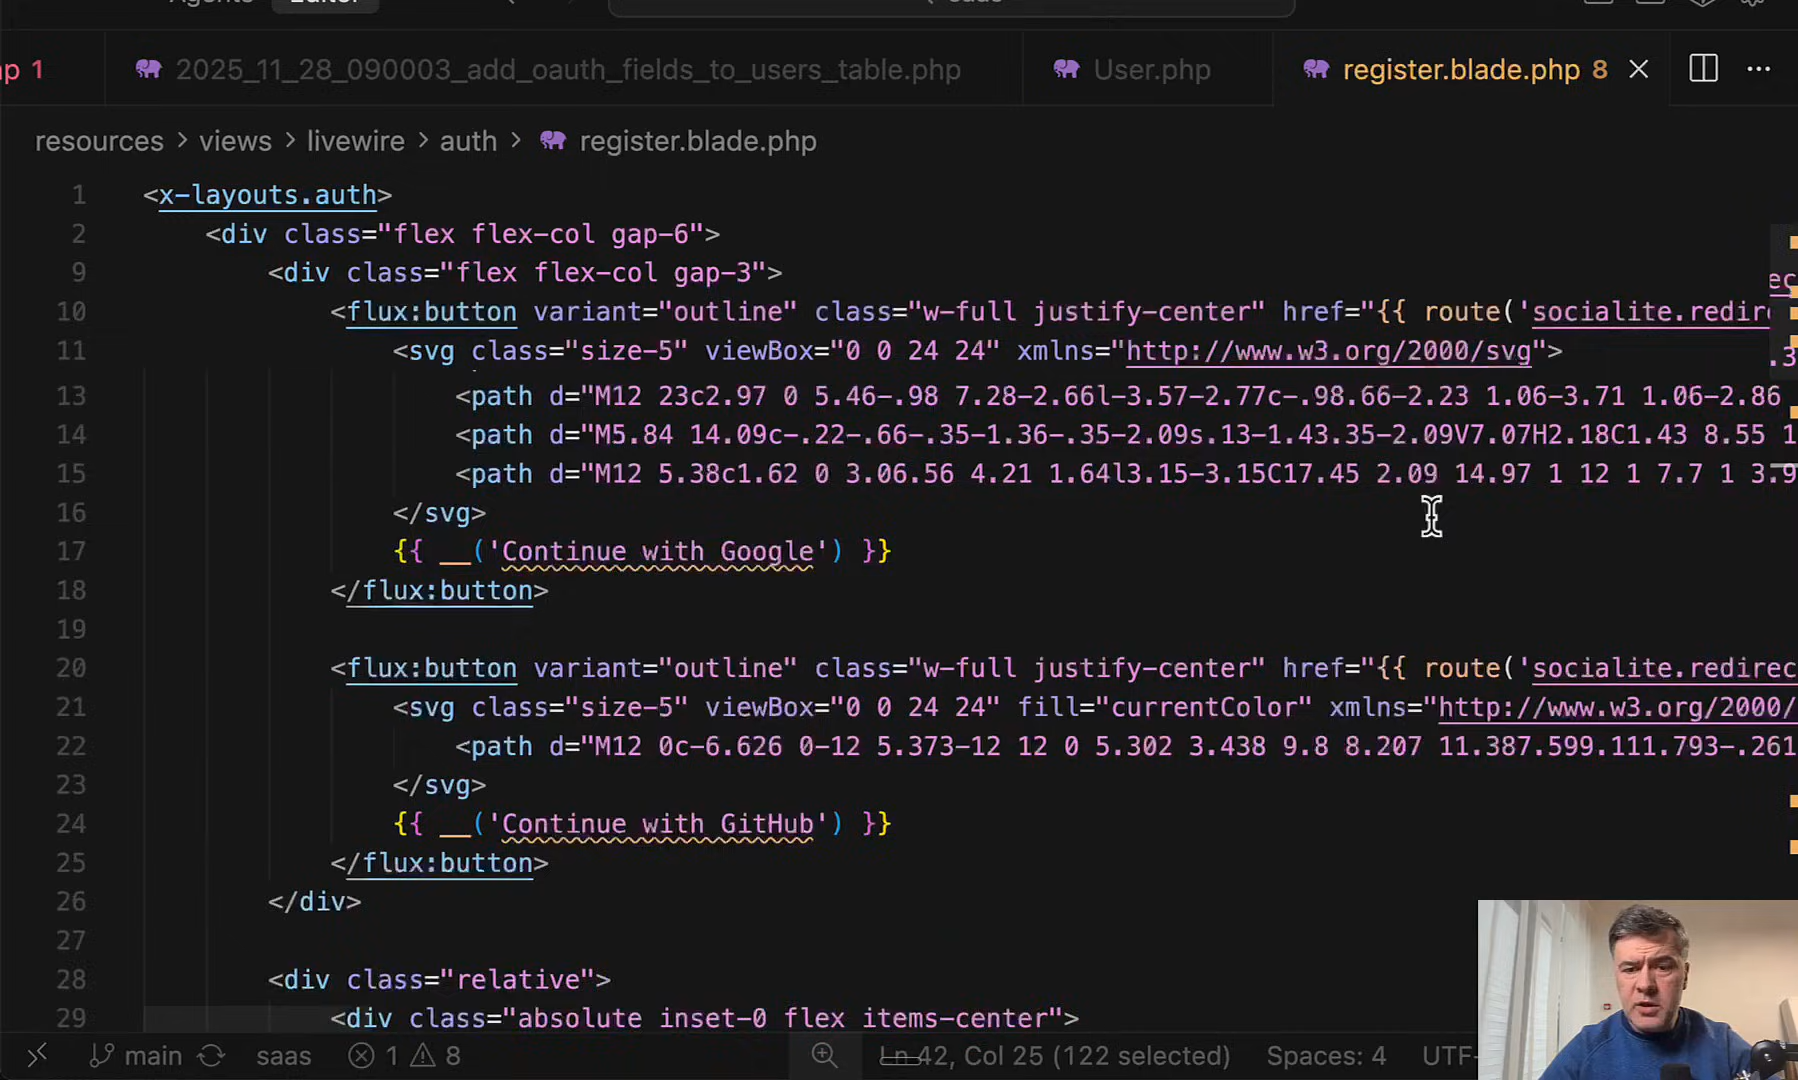 p 1
2025_11_28_090003_add_oauth_fields_to_users_table.php
User.php
register.blade.php 8
resources > views > livewire > auth > register.blade.php
1 <x-layouts.auth>
2 <div class="flex flex-col gap-6">
9 <div class="flex flex-col gap-3">
10 <flux:button variant="outline" class="w-full justify-center" href="{{ route('socialite.redirec
11 <svg class="size-5" viewBox="0 0 24 24" xmlns="http://www.w3.org/2000/svg">
13 <path d="M12 23c2.97 0 5.46-.98 7.28-2.66l-3.57-2.77c-.98.66-2.23 1.06-3.71 1.06-2.86
14 <path d="M5.84 14.09c-.22-.66-.35-1.36-.35-2.09s.13-1.43.35-2.09V7.07H2.18C1.43 8.55 1
15 <path d="M12 5.38c1.62 0 3.06.56 4.21 1.64l3.15-3.15C17.45 2.09 14.97 1 12 1 7.7 1 3.9
16 </svg>
17 {{ __('Continue with Google') }}
18 </flux:button>
19
20 <flux:button variant="outline" class="w-full justify-center" href="{{ route('socialite.redirec
21 <svg class="size-5" viewBox="0 0 24 24" fill="currentColor" xmlns="http://www.w3.org/2000/
22 <path d="M12 0c-6.626 0-12 5.373-12 12 0 5.302 3.438 9.8 8.207 11.387.599.111.793-.261
23 </svg>
24 {{ __('Continue with GitHub') }}
25 </flux:button>
26 </div>
27
28 <div class="relative">
29 <div class="absolute inset-0 flex items-center">
main saas 1 8 Ln 42, Col 25 (122 selected) Spaces: 4 UTF-